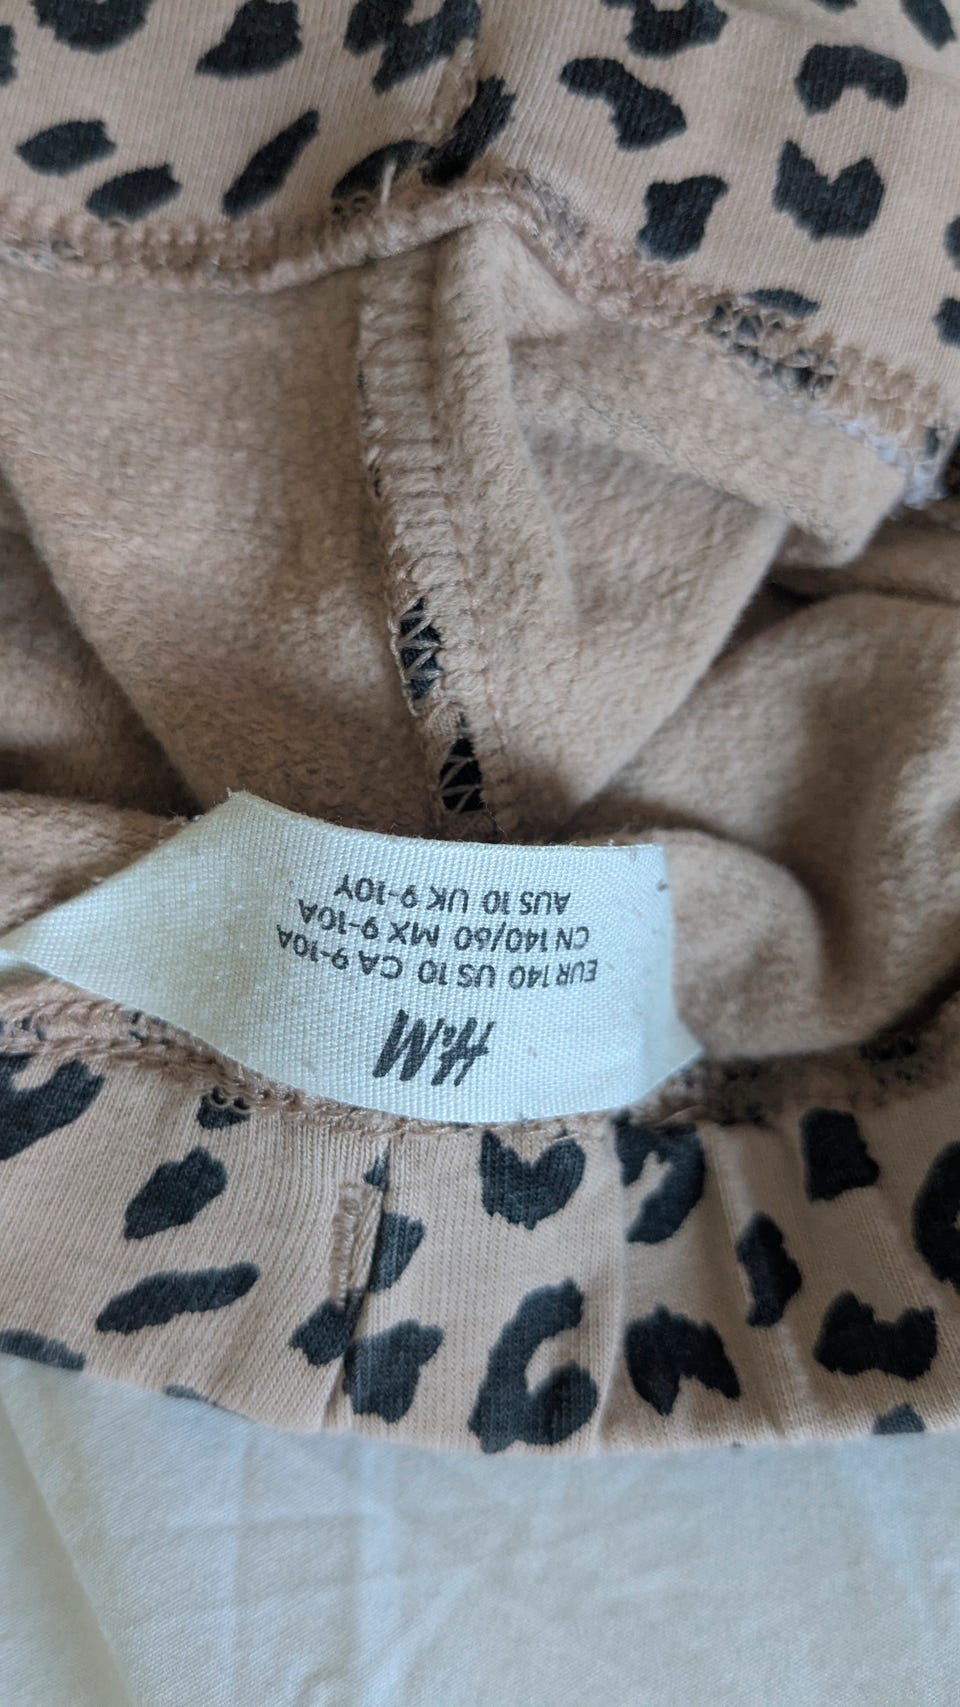 H&M
EUR 140 US 10 CA 9-10A
CN 140/60 MX 9-10A
AUS 10 UK 9-10Y